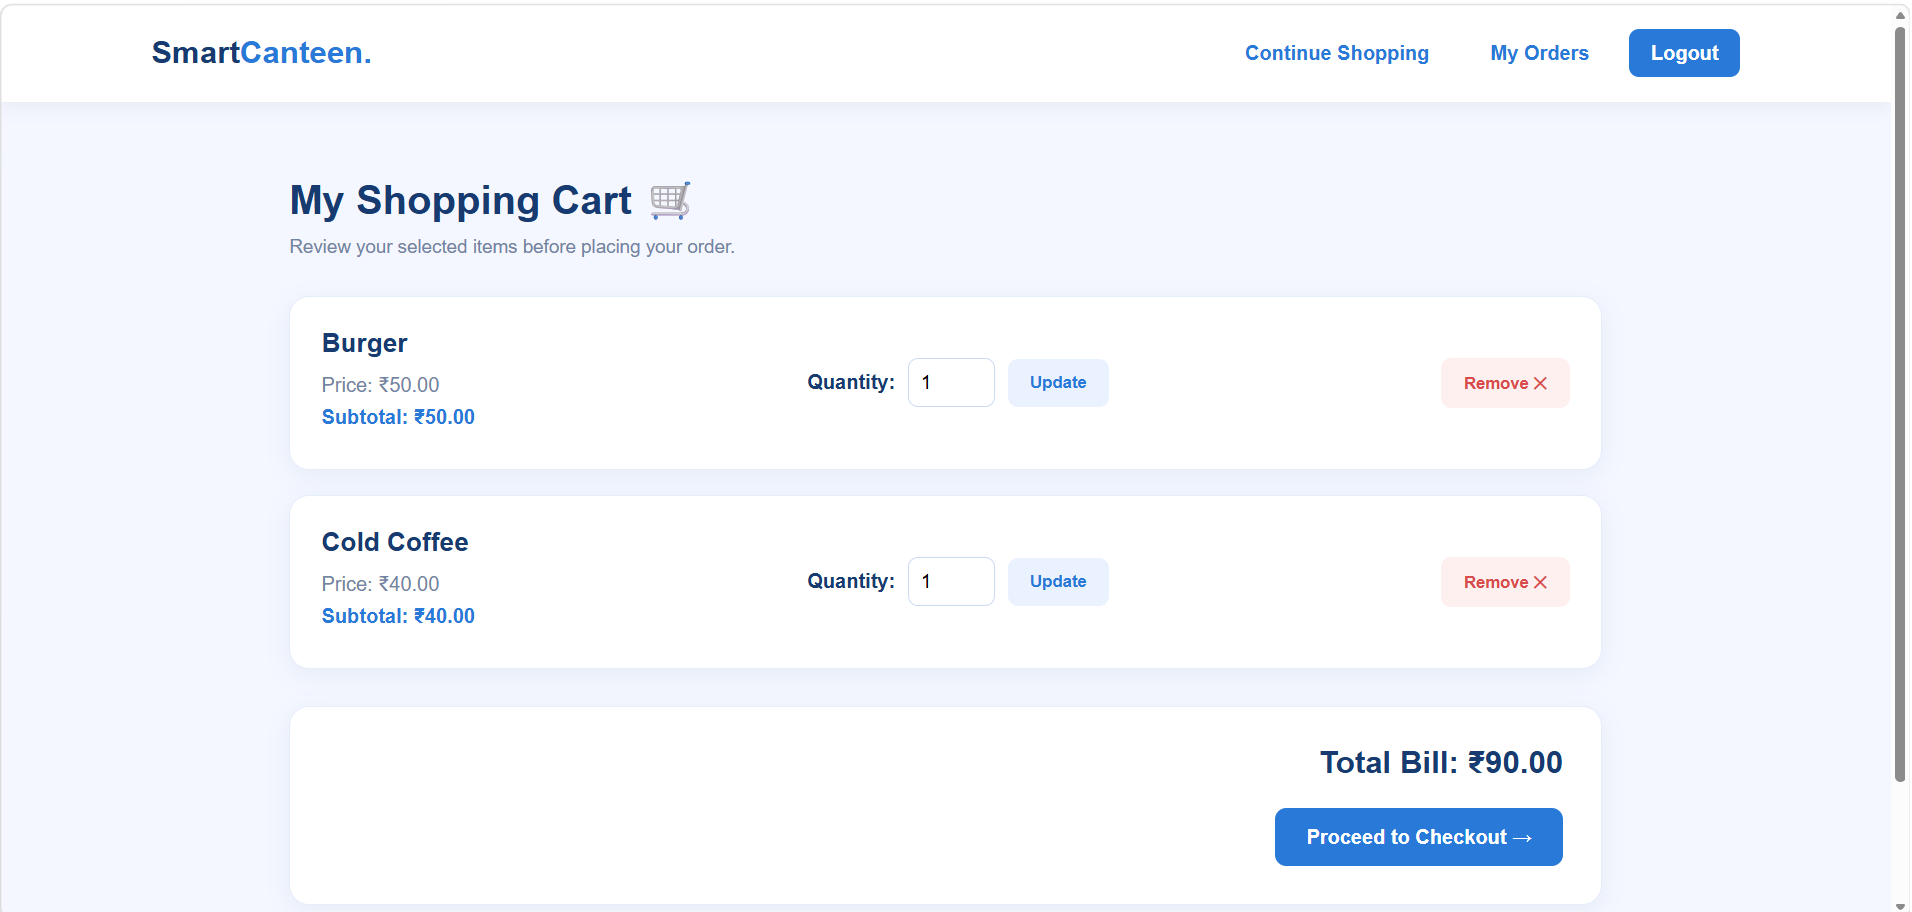 SmartCanteen.
Continue Shopping
My Orders
Logout
My Shopping Cart 🛒
Review your selected items before placing your order.
Burger
Price: ₹50.00
Subtotal: ₹50.00
Quantity: 1 Update
Remove ✕
Cold Coffee
Price: ₹40.00
Subtotal: ₹40.00
Quantity: 1 Update
Remove ✕
Total Bill: ₹90.00
Proceed to Checkout →